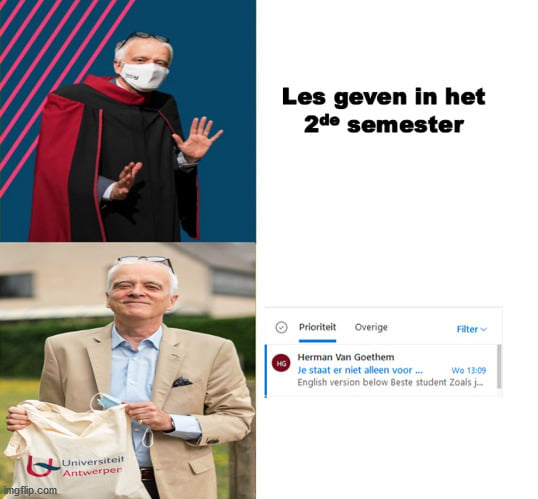 Les geven in het
2de semester
Prioriteit Overige Filter
HG Herman Van Goethem
Je staat er niet alleen voor ... Wo 13:09
English version below Beste student Zoals j...
Universiteit
Antwerpen
imgflip.com